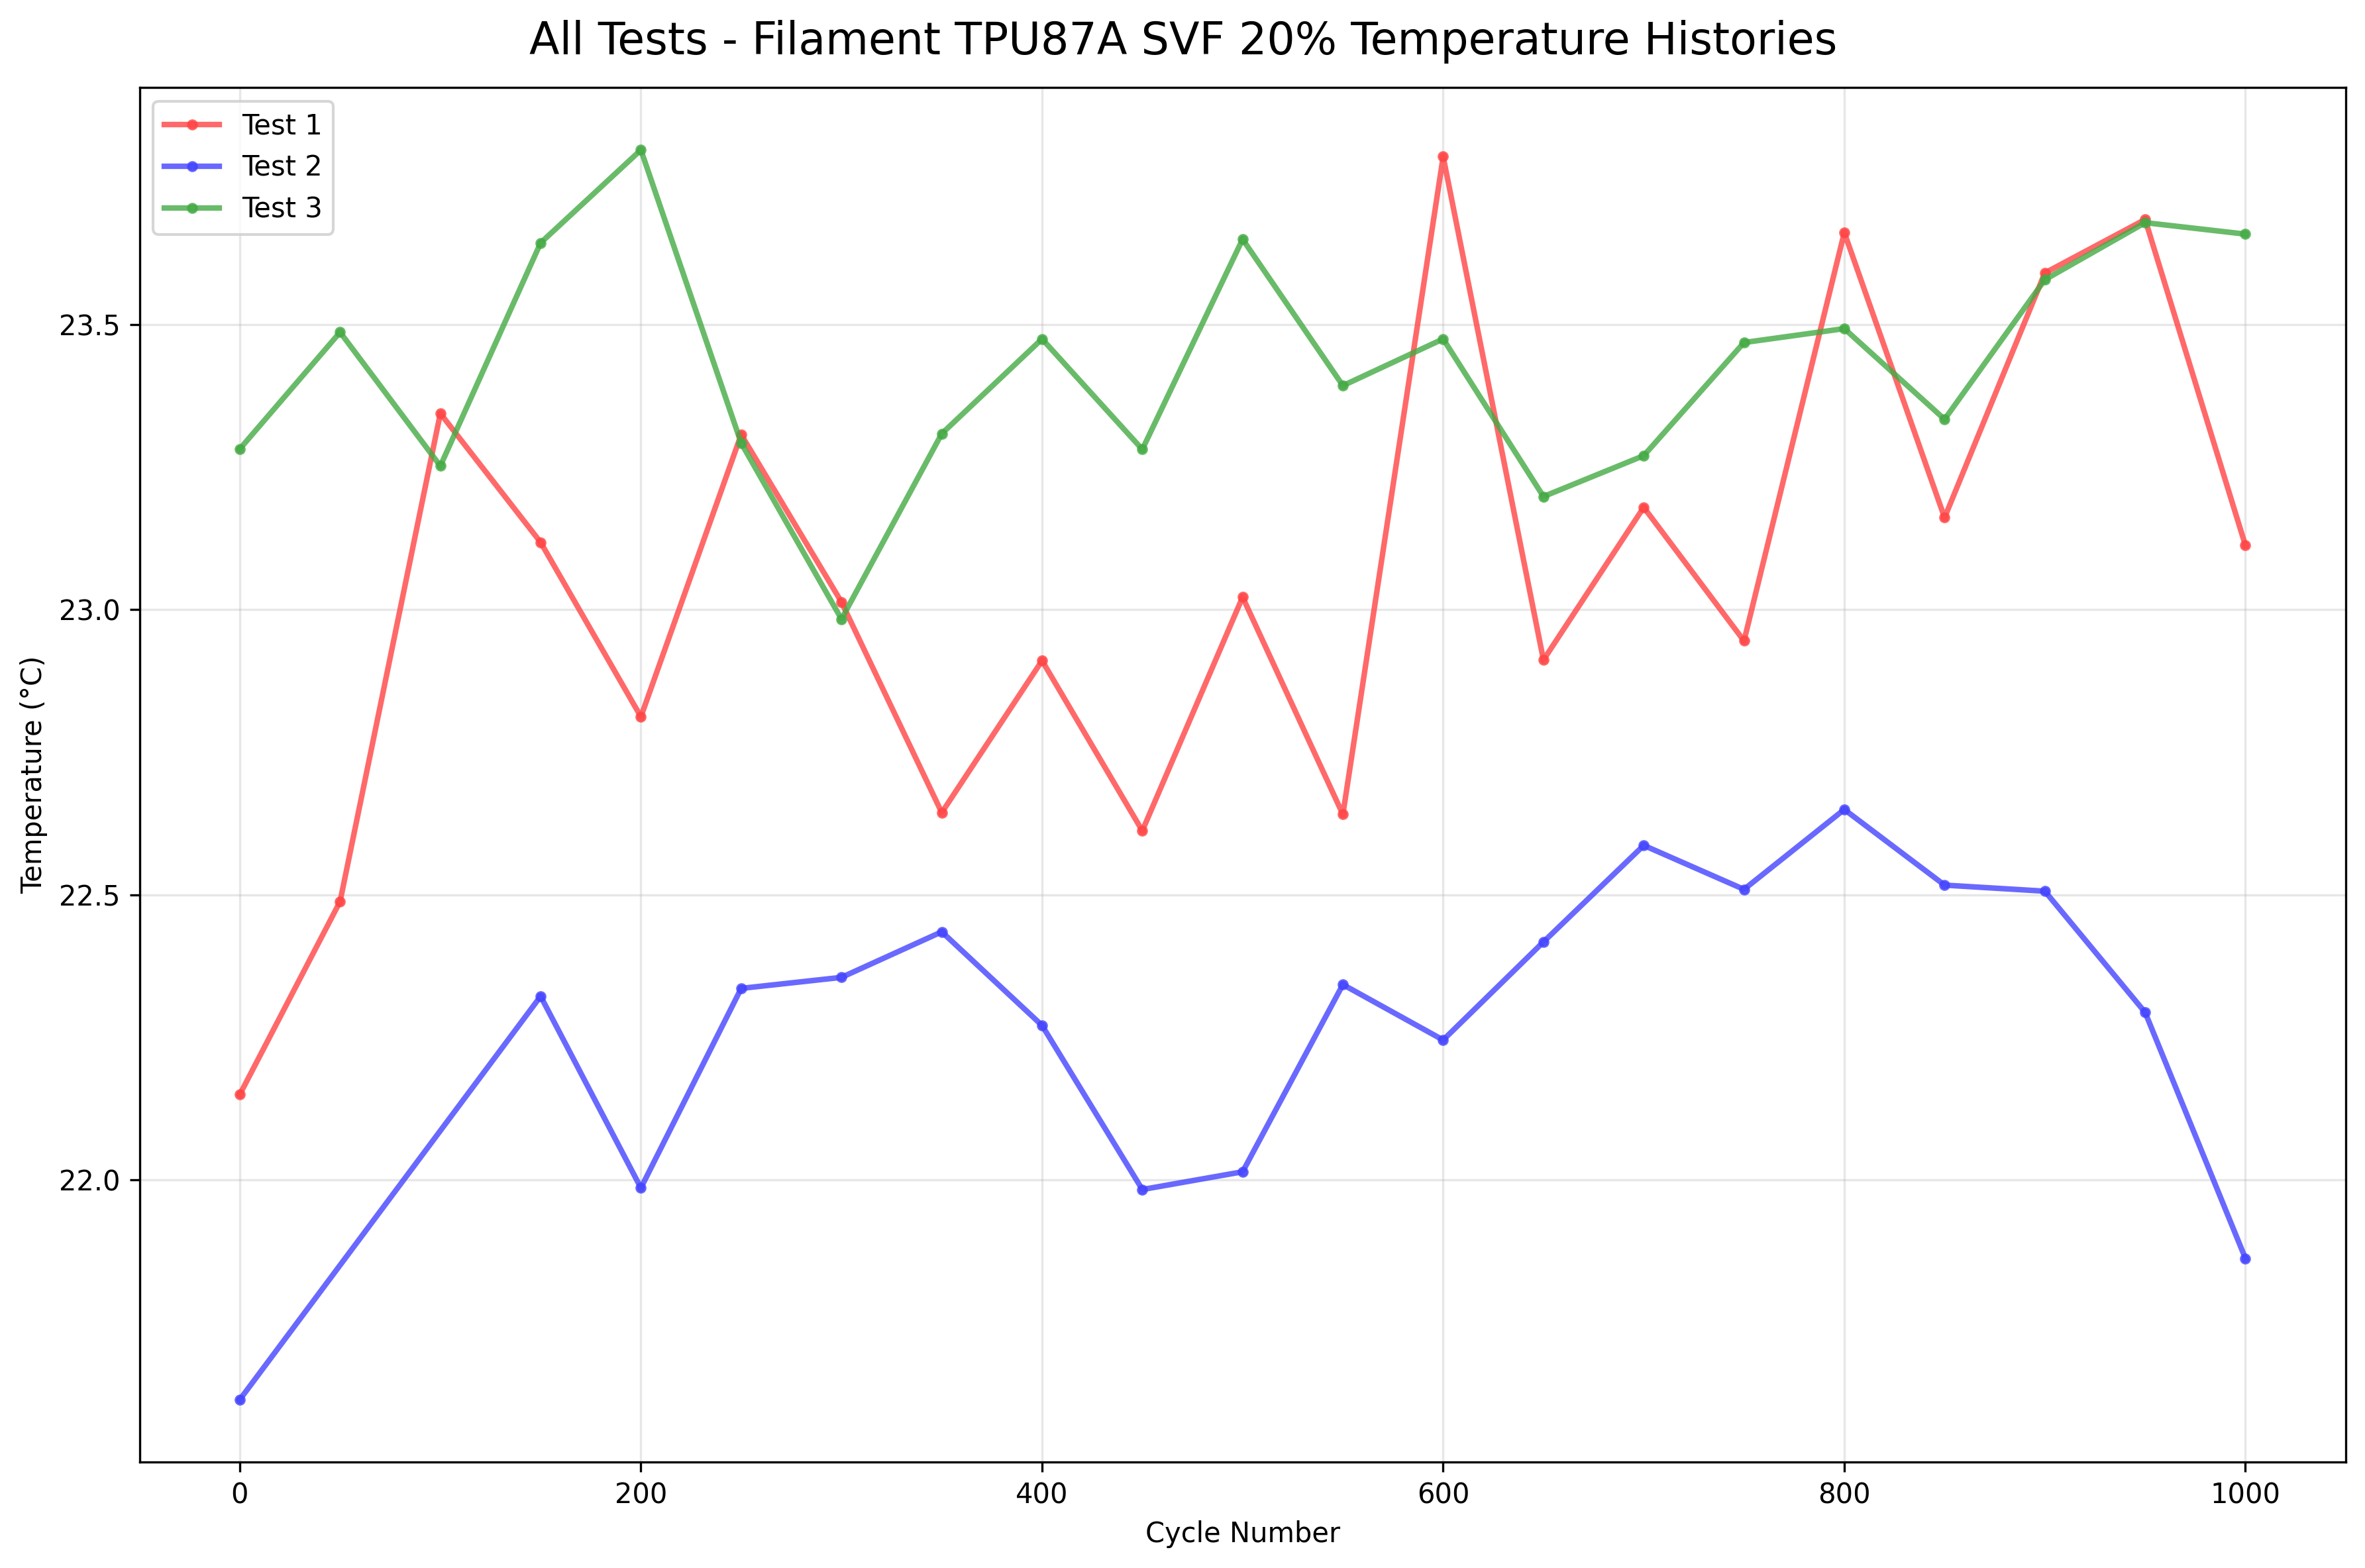 All Tests - Filament TPU87A SVF 20% Temperature Histories
Test 1
Test 2
Test 3
23.5
23.0
22.5
22.0
Temperature (°C)
0 200 400 600 800 1000
Cycle Number